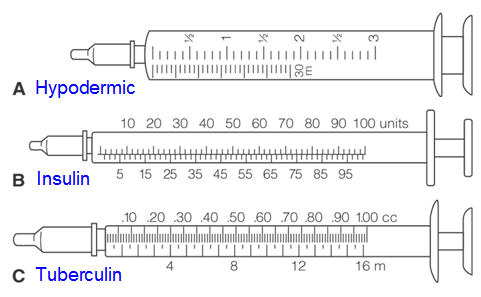 ½ 1 ½ 2 ½ 3
30 m
A Hypodermic
10 20 30 40 50 60 70 80 90 100 units
5 15 25 35 45 55 65 75 85 95
B Insulin
.10 .20 .30 .40 .50 .60 .70 .80 .90 1.00 cc
4 8 12 16 m
C Tuberculin